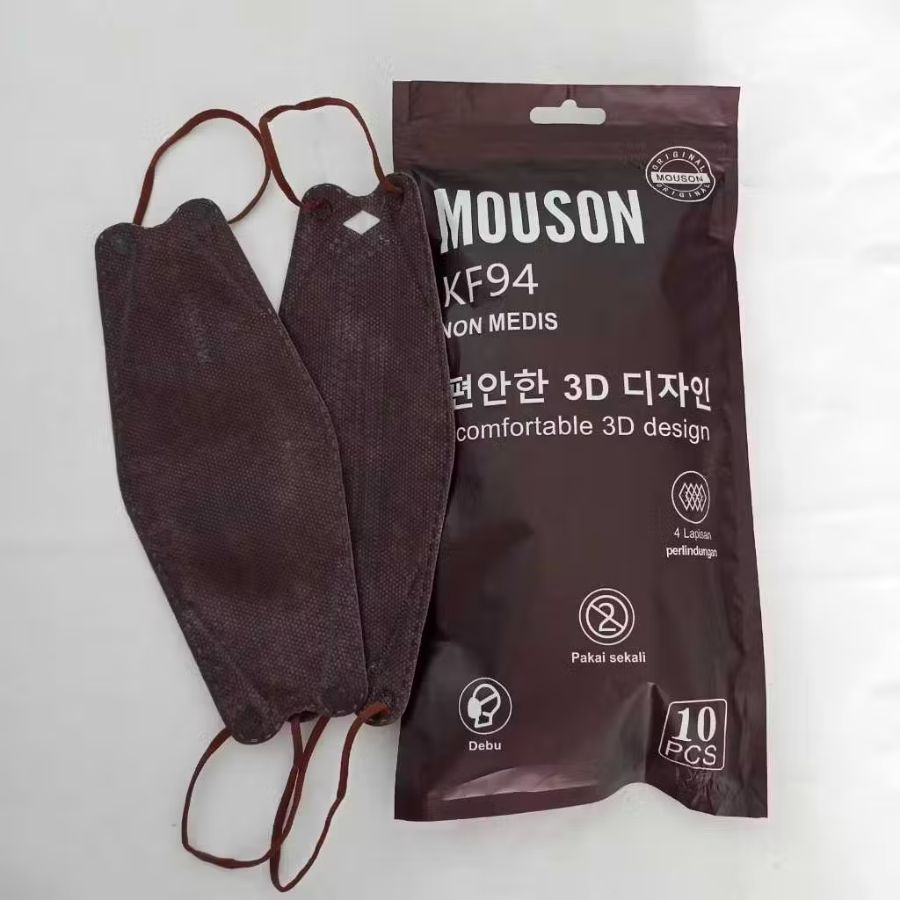 ORIGINAL
MOUSON
ORIGINAL
MOUSON
KF94
NON MEDIS
편안한 3D 디자인
comfortable 3D design
4 Lapisan
perlindungan
2
Pakai sekali
Debu
10
PCS